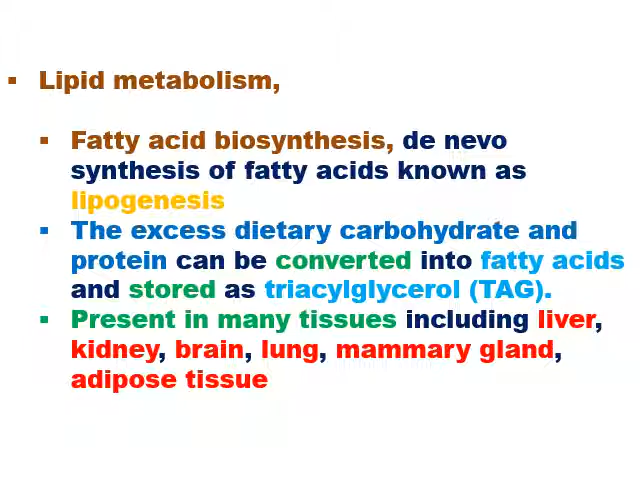 ▪ Lipid metabolism,
▪ Fatty acid biosynthesis, de nevo
synthesis of fatty acids known as
lipogenesis
▪ The excess dietary carbohydrate and
protein can be converted into fatty acids
and stored as triacylglycerol (TAG).
▪ Present in many tissues including liver,
kidney, brain, lung, mammary gland,
adipose tissue